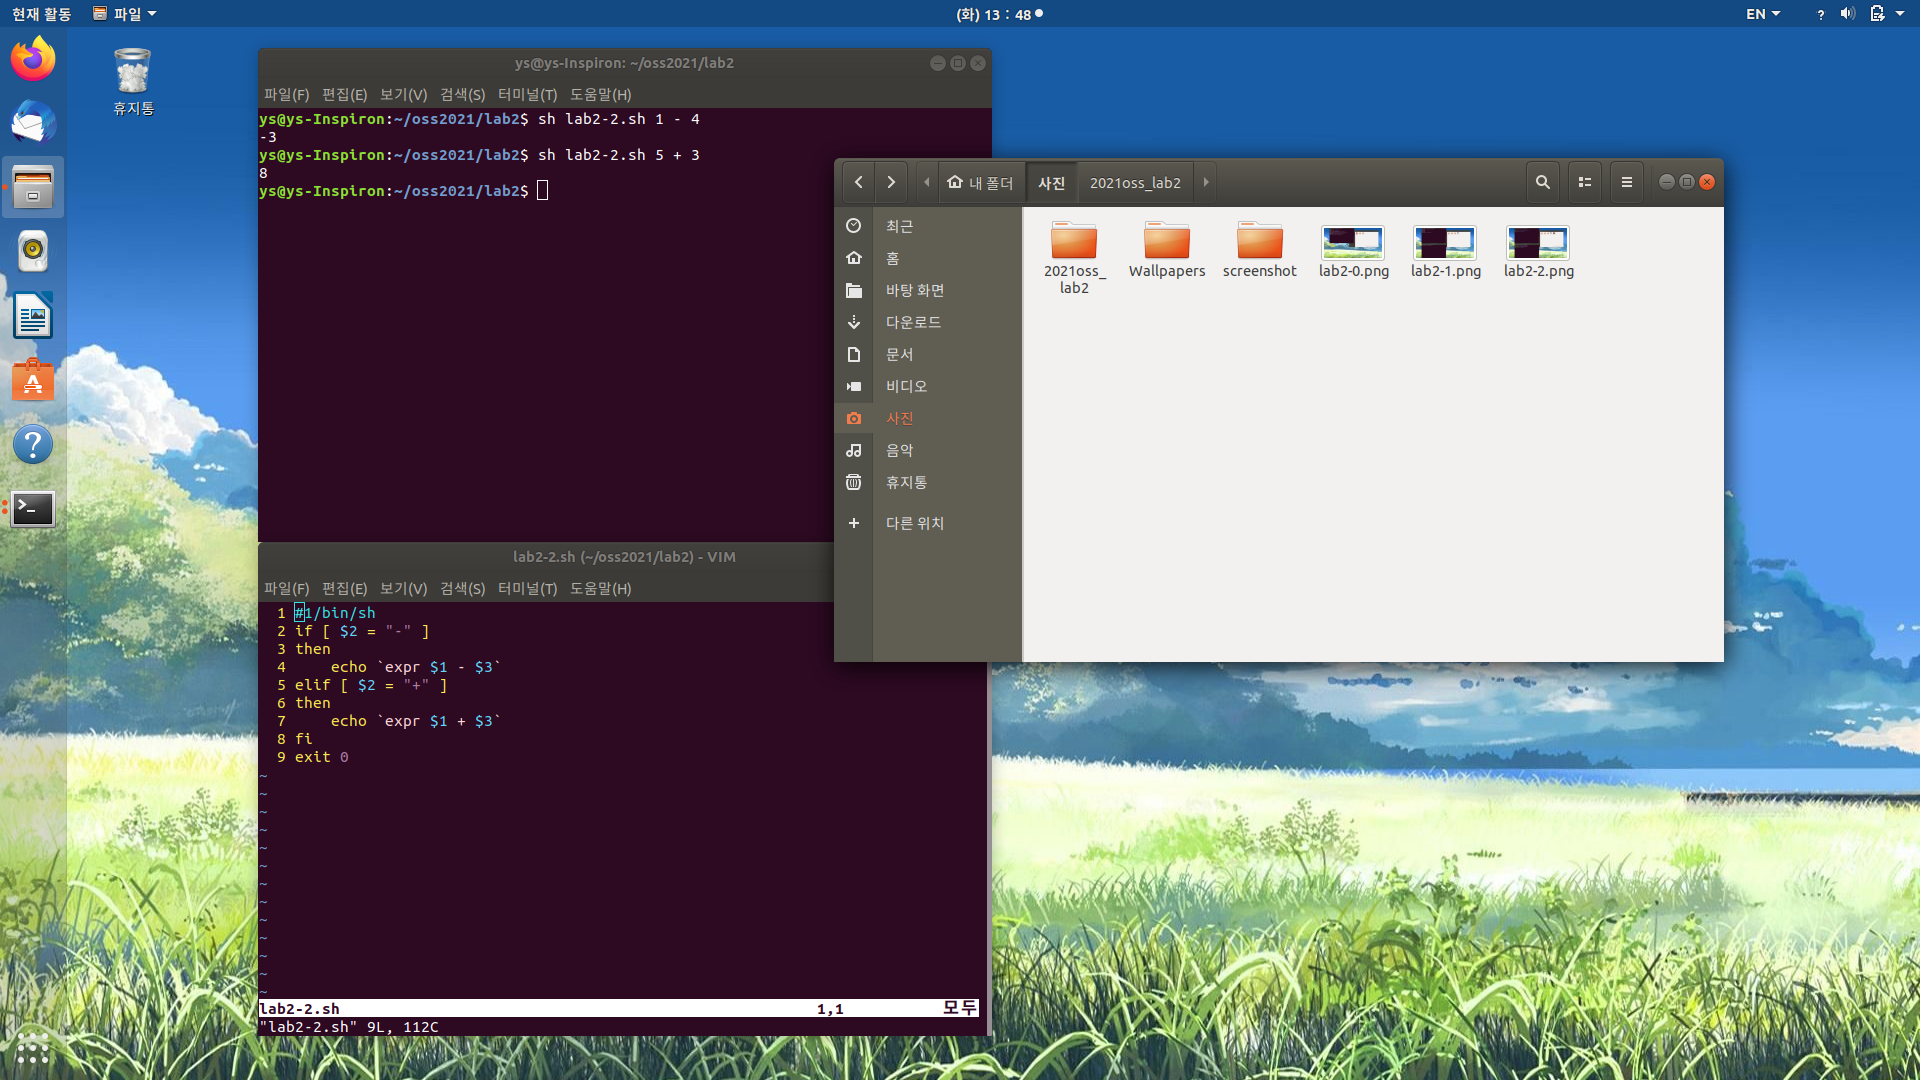 현재 활동 파일 (화) 13 : 48 EN
휴지통
ys@ys-Inspiron: ~/oss2021/lab2
파일(F) 편집(E) 보기(V) 검색(S) 터미널(T) 도움말(H)
ys@ys-Inspiron:~/oss2021/lab2$ sh lab2-2.sh 1 - 4
-3
ys@ys-Inspiron:~/oss2021/lab2$ sh lab2-2.sh 5 + 3
8
ys@ys-Inspiron:~/oss2021/lab2$
lab2-2.sh (~/oss2021/lab2) - VIM
파일(F) 편집(E) 보기(V) 검색(S) 터미널(T) 도움말(H)
1 #1/bin/sh
2 if [ $2 = "-" ]
3 then
4     echo `expr $1 - $3`
5 elif [ $2 = "+" ]
6 then
7     echo `expr $1 + $3`
8 fi
9 exit 0
~
~
~
~
~
~
~
~
~
~
~
~
~
lab2-2.sh 1,1 모두
"lab2-2.sh" 9L, 112C
내 폴더 사진 2021oss_lab2
최근
홈
바탕 화면
다운로드
문서
비디오
사진
음악
휴지통
다른 위치
2021oss_
lab2
Wallpapers
screenshot
lab2-0.png
lab2-1.png
lab2-2.png